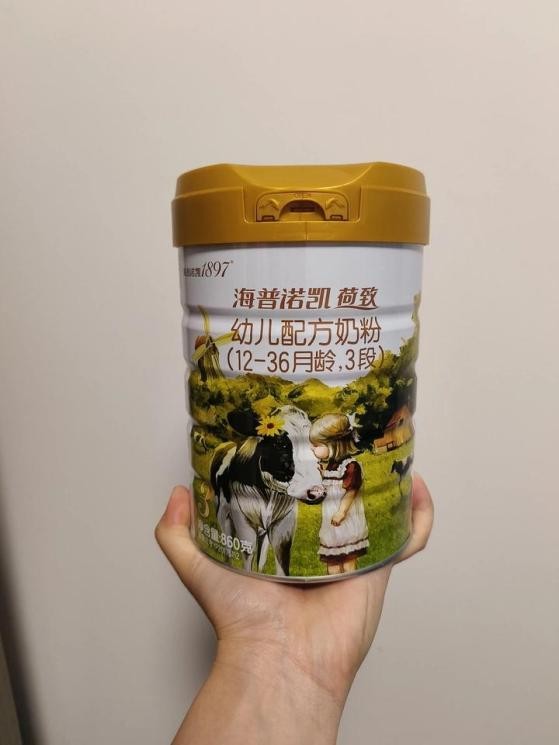 1897
海普诺凯 荷致
幼儿配方奶粉
(12-36月龄,3段)
3
净含量:860克